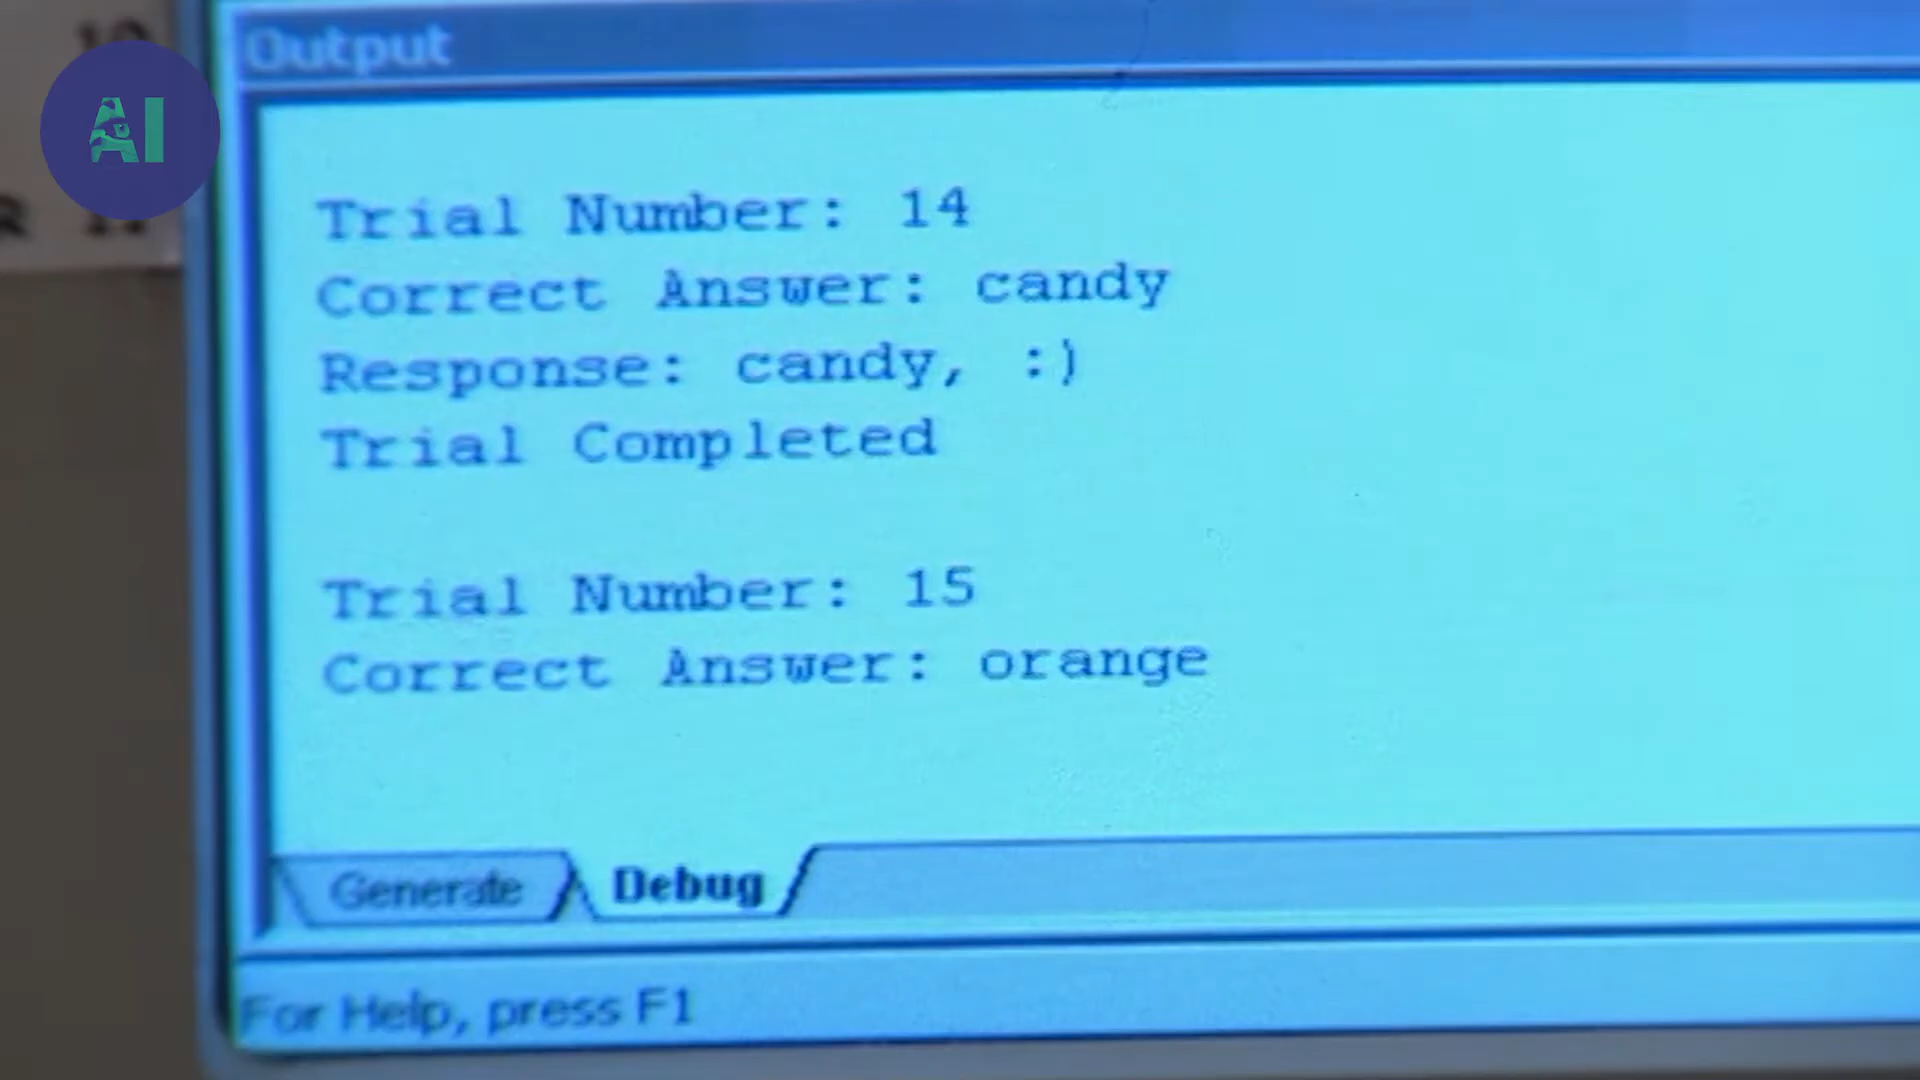 AI
Output
Trial Number: 14
Correct Answer: candy
Response: candy, :)
Trial Completed
Trial Number: 15
Correct Answer: orange
Generate
Debug
For Help, press F1